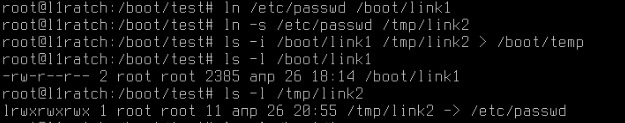 root@l1ratch:/boot/test# ln /etc/passwd /boot/link1
root@l1ratch:/boot/test# ln -s /etc/passwd /tmp/link2
root@l1ratch:/boot/test# ls -i /boot/link1 /tmp/link2 > /boot/temp
root@l1ratch:/boot/test# ls -l /boot/link1
-rw-r--r-- 2 root root 2385 апр 26 18:14 /boot/link1
root@l1ratch:/boot/test# ls -l /tmp/link2
lrwxrwxrwx 1 root root 11 апр 26 20:55 /tmp/link2 -> /etc/passwd